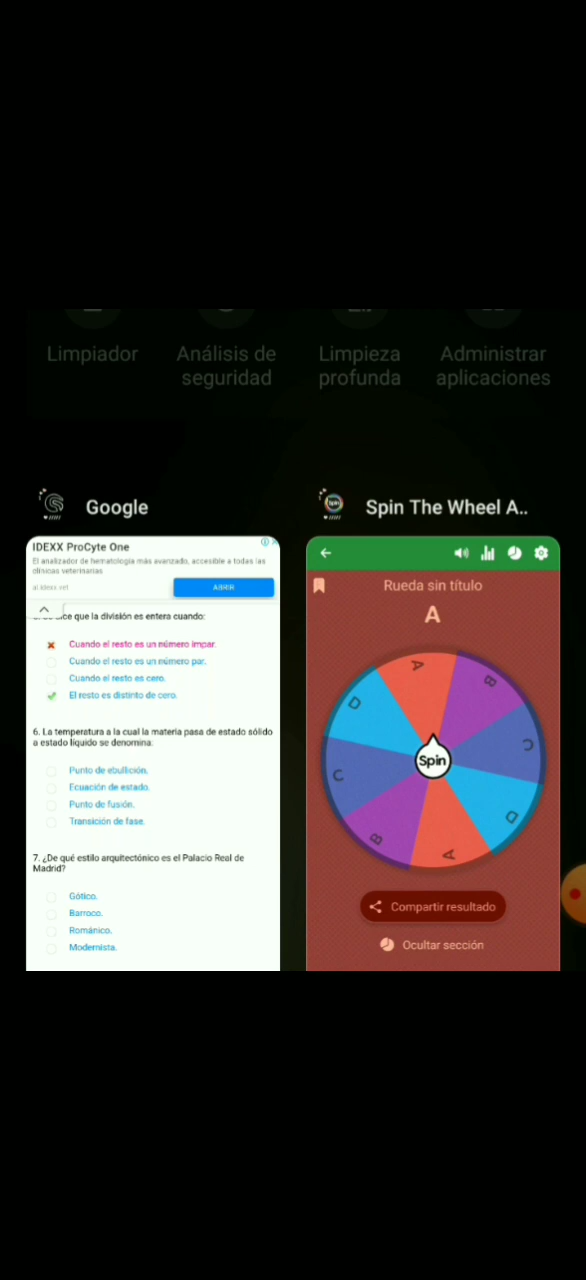 Limpiador
Análisis de
seguridad
Limpieza
profunda
Administrar
aplicaciones
Google
IDEXX ProCyte One
El analizador de hematología más avanzado, accesible a todas las
clínicas veterinarias
ABRIR
que la división es entera cuando:
Cuando el resto es un número impar.
Cuando el resto es un número par.
Cuando el resto es cero.
El resto es distinto de cero.
6. La temperatura a la cual la materia pasa de estado sólido
a estado líquido se denomina:
Punto de ebullición.
Ecuación de estado.
Punto de fusión.
Transición de fase.
7. ¿De qué estilo arquitectónico es el Palacio Real de
Madrid?
Gótico.
Barroco.
Románico.
Modernista.
Spin The Wheel A..
Rueda sin título
A
A
B
C
D
A
B
C
D
Spin
Compartir resultado
Ocultar sección